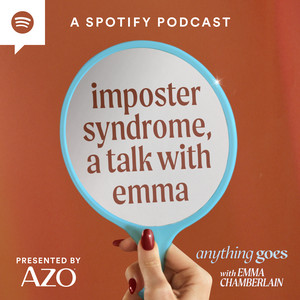 A SPOTIFY PODCAST
imposter
syndrome,
a talk with
emma
PRESENTED BY
AZO
anything goes
with EMMA
CHAMBERLAIN